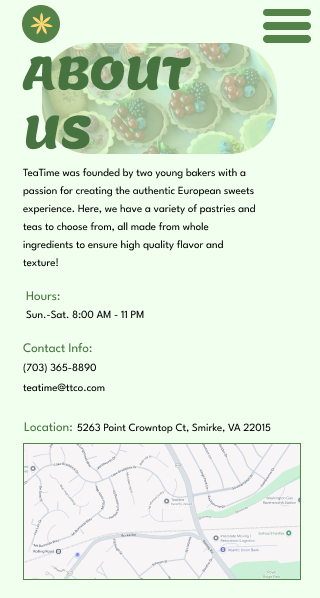 ABOUT
US
TeaTime was founded by two young bakers with a
passion for creating the authentic European sweets
experience. Here, we have a variety of pastries and
teas to choose from, all made from whole
ingredients to ensure high quality flavor and
texture!
Hours:
Sun.-Sat. 8:00 AM - 11 PM
Contact Info:
(703) 365-8890
teatime@ttco.com
Location: 5263 Point Crowntop Ct, Smirke, VA 22015